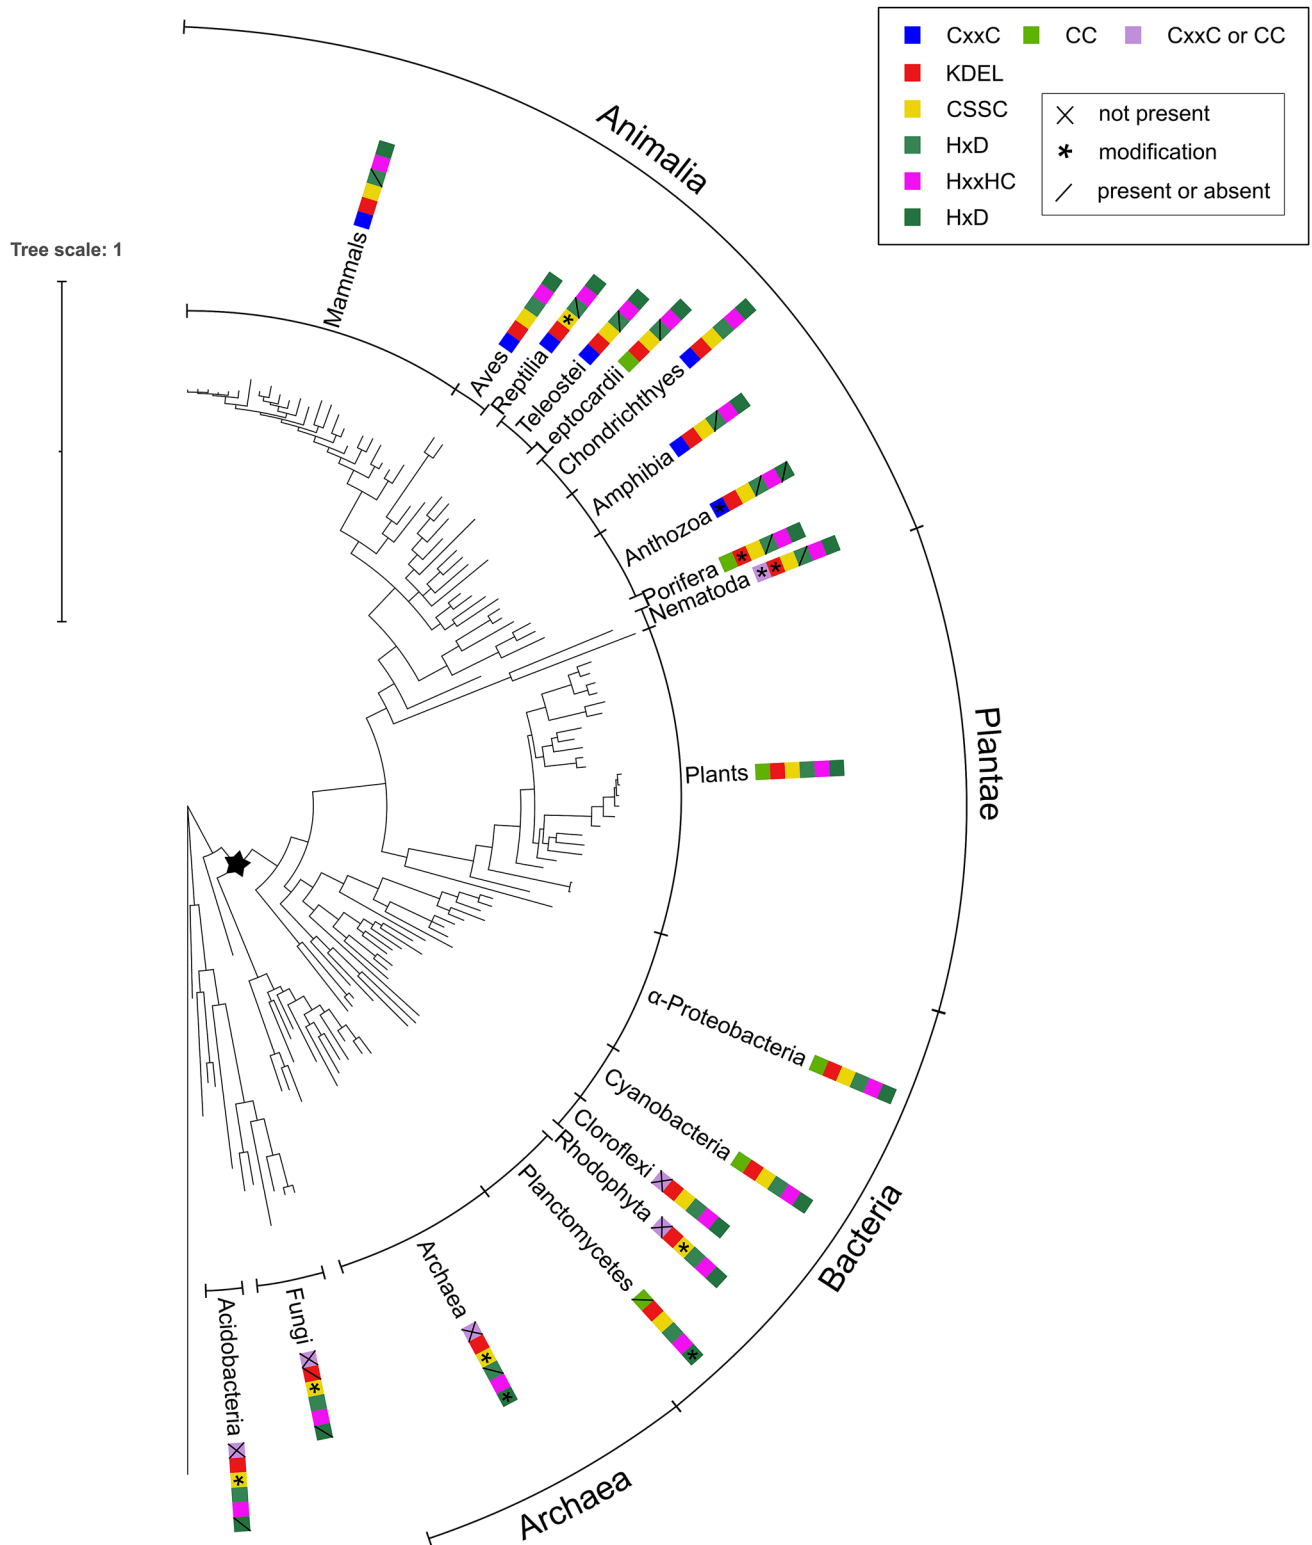 CxxC CC CxxC or CC
KDEL
CSSC
HxD
HxxHC
HxD
not present
* modification
present or absent
Tree scale: 1
Animalia
Mammals
Aves
Reptilia
Teleostei
Leptocardii
Chondrichthyes
Amphibia
Anthozoa
Porifera
Nematoda
Plantae
Plants
α-Proteobacteria
Cyanobacteria
Cloroflexi
Rhodophyta
Planctomycetes
Bacteria
Archaea
Fungi
Acidobacteria
Archaea